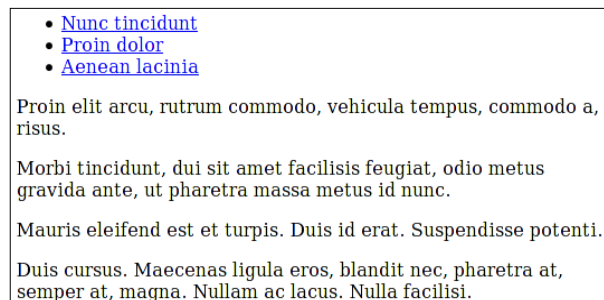 Nunc tincidunt
Proin dolor
Aenean lacinia
Proin elit arcu, rutrum commodo, vehicula tempus, commodo a,
risus.
Morbi tincidunt, dui sit amet facilisis feugiat, odio metus
gravida ante, ut pharetra massa metus id nunc.
Mauris eleifend est et turpis. Duis id erat. Suspendisse potenti.
Duis cursus. Maecenas ligula eros, blandit nec, pharetra at,
semper at, magna. Nullam ac lacus. Nulla facilisi.